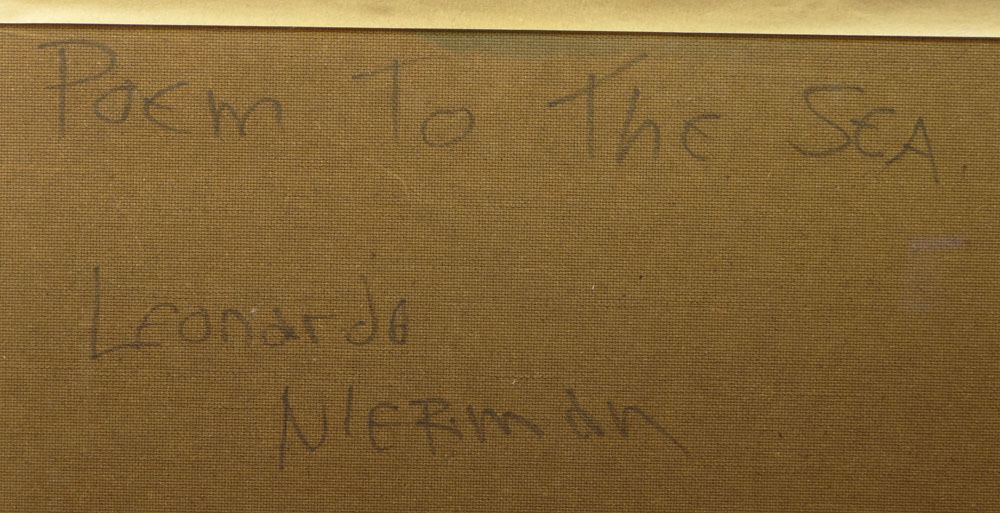 Poem To The SEA.
Leonardo
NIERman